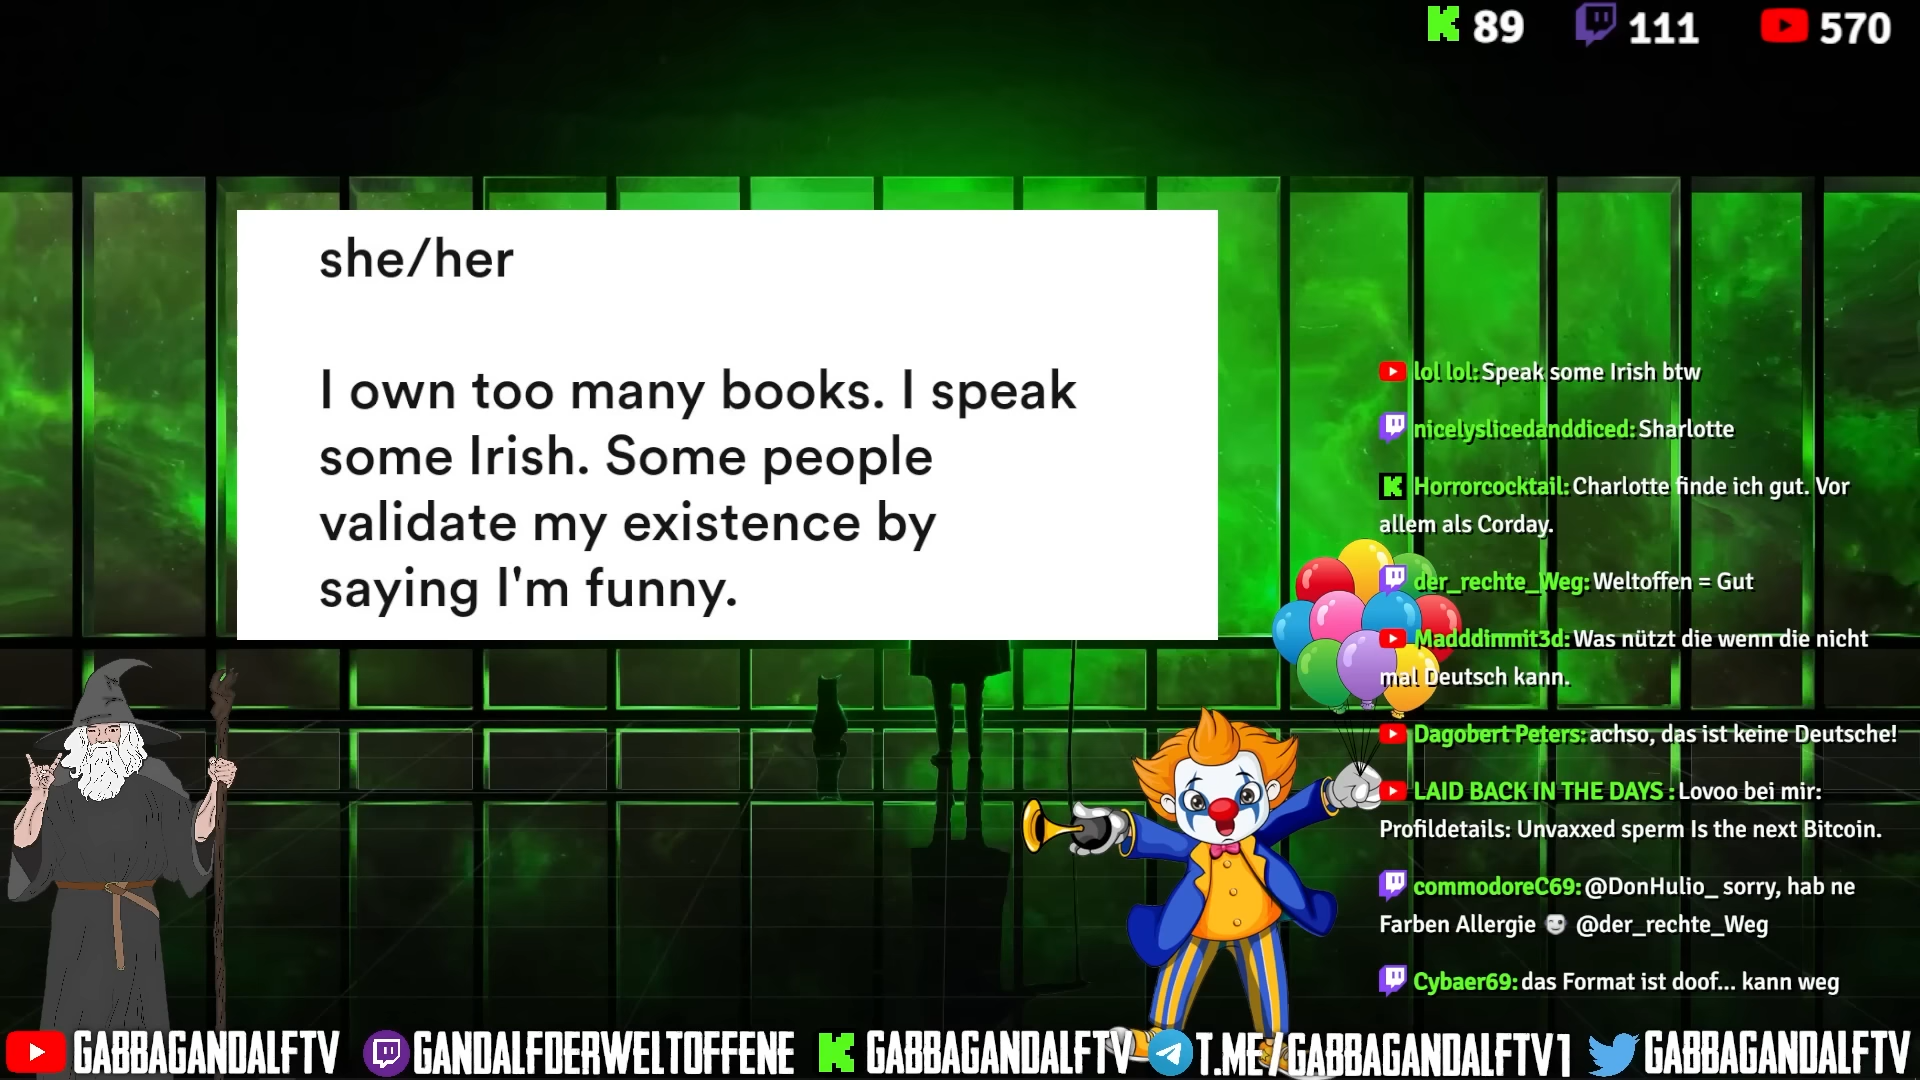 89 111 570
she/her
I own too many books. I speak
some Irish. Some people
validate my existence by
saying I'm funny.
lol lol: Speak some Irish btw
nicelyslicedanddiced: Sharlotte
Horrorcocktail: Charlotte finde ich gut. Vor
allem als Corday.
der_rechte_Weg: Weltoffen = Gut
Madddimmit3d: Was nützt die wenn die nicht
mal Deutsch kann.
Dagobert Peters: achso, das ist keine Deutsche!
LAID BACK IN THE DAYS : Lovoo bei mir:
Profildetails: Unvaxxed sperm Is the next Bitcoin.
commodoreC69: @DonHulio_ sorry, hab ne
Farben Allergie @der_rechte_Weg
Cybaer69: das Format ist doof... kann weg
GABBAGANDALFTV GANDALFDERWELTOFFENE GABBAGANDALFTV T.ME/GABBAGANDALFTV1 GABBAGANDALFTV